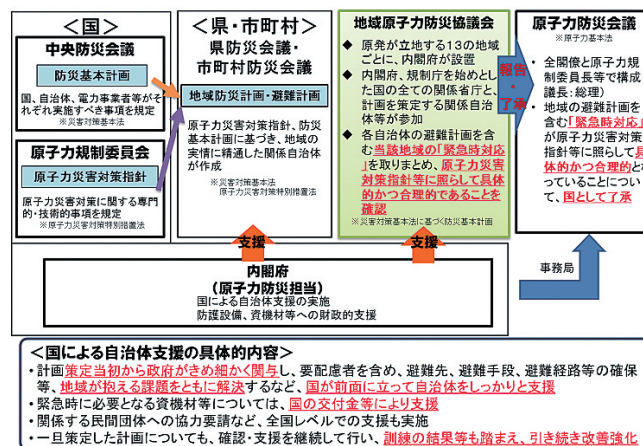 <国>
中央防災会議
防災基本計画
国、自治体、電力事業者等がそ
れぞれ実施すべき事項を規定
※災害対策基本法
原子力規制委員会
原子力災害対策指針
原子力災害対策に関する専門
的・技術的事項を規定
※原子力災害対策特別措置法
<県・市町村>
県防災会議・
市町村防災会議
地域防災計画・避難計画
原子力災害対策指針、防災
基本計画に基づき、地域の
実情に精通した関係自治体
が作成
※災害対策基本法
原子力災害対策特別措置法
地域原子力防災協議会
◆ 原発が立地する13の地域
ごとに、内閣府が設置
◆ 内閣府、規制庁を始めとし
た国の全ての関係省庁と、
計画を策定する関係自治
体等が参加
◆ 各自治体の避難計画を含
む当該地域の「緊急時対応
」を取りまとめ、原子力災害
対策指針等に照らして具体
的かつ合理的であることを
確認
※災害対策基本法に基づく防災基本計画
報告・了承
原子力防災会議
※原子力基本法
・ 全閣僚と原子力規
制委員長等で構成
議長:総理)
・ 地域の避難計画を
含む「緊急時対応」
が原子力災害対策
指針等に照らして具
体的かつ合理的と
っていることについ
て、国として了承
支援
支援
事務局
内閣府
(原子力防災担当)
国による自治体支援の実施
防護設備、資機材等への財政的支援
<国による自治体支援の具体的内容>
・計画策定当初から政府がきめ細かく関与し、要配慮者を含め、避難先、避難手段、避難経路等の確保
等、地域が抱える課題をともに解決するなど、国が前面に立って自治体をしっかりと支援
・緊急時に必要となる資機材等については、国の交付金等により支援
・関係する民間団体への協力要請など、全国レベルでの支援も実施
・一旦策定した計画についても、確認・支援を継続して行い、訓練の結果等も踏まえ、引き続き改善強化